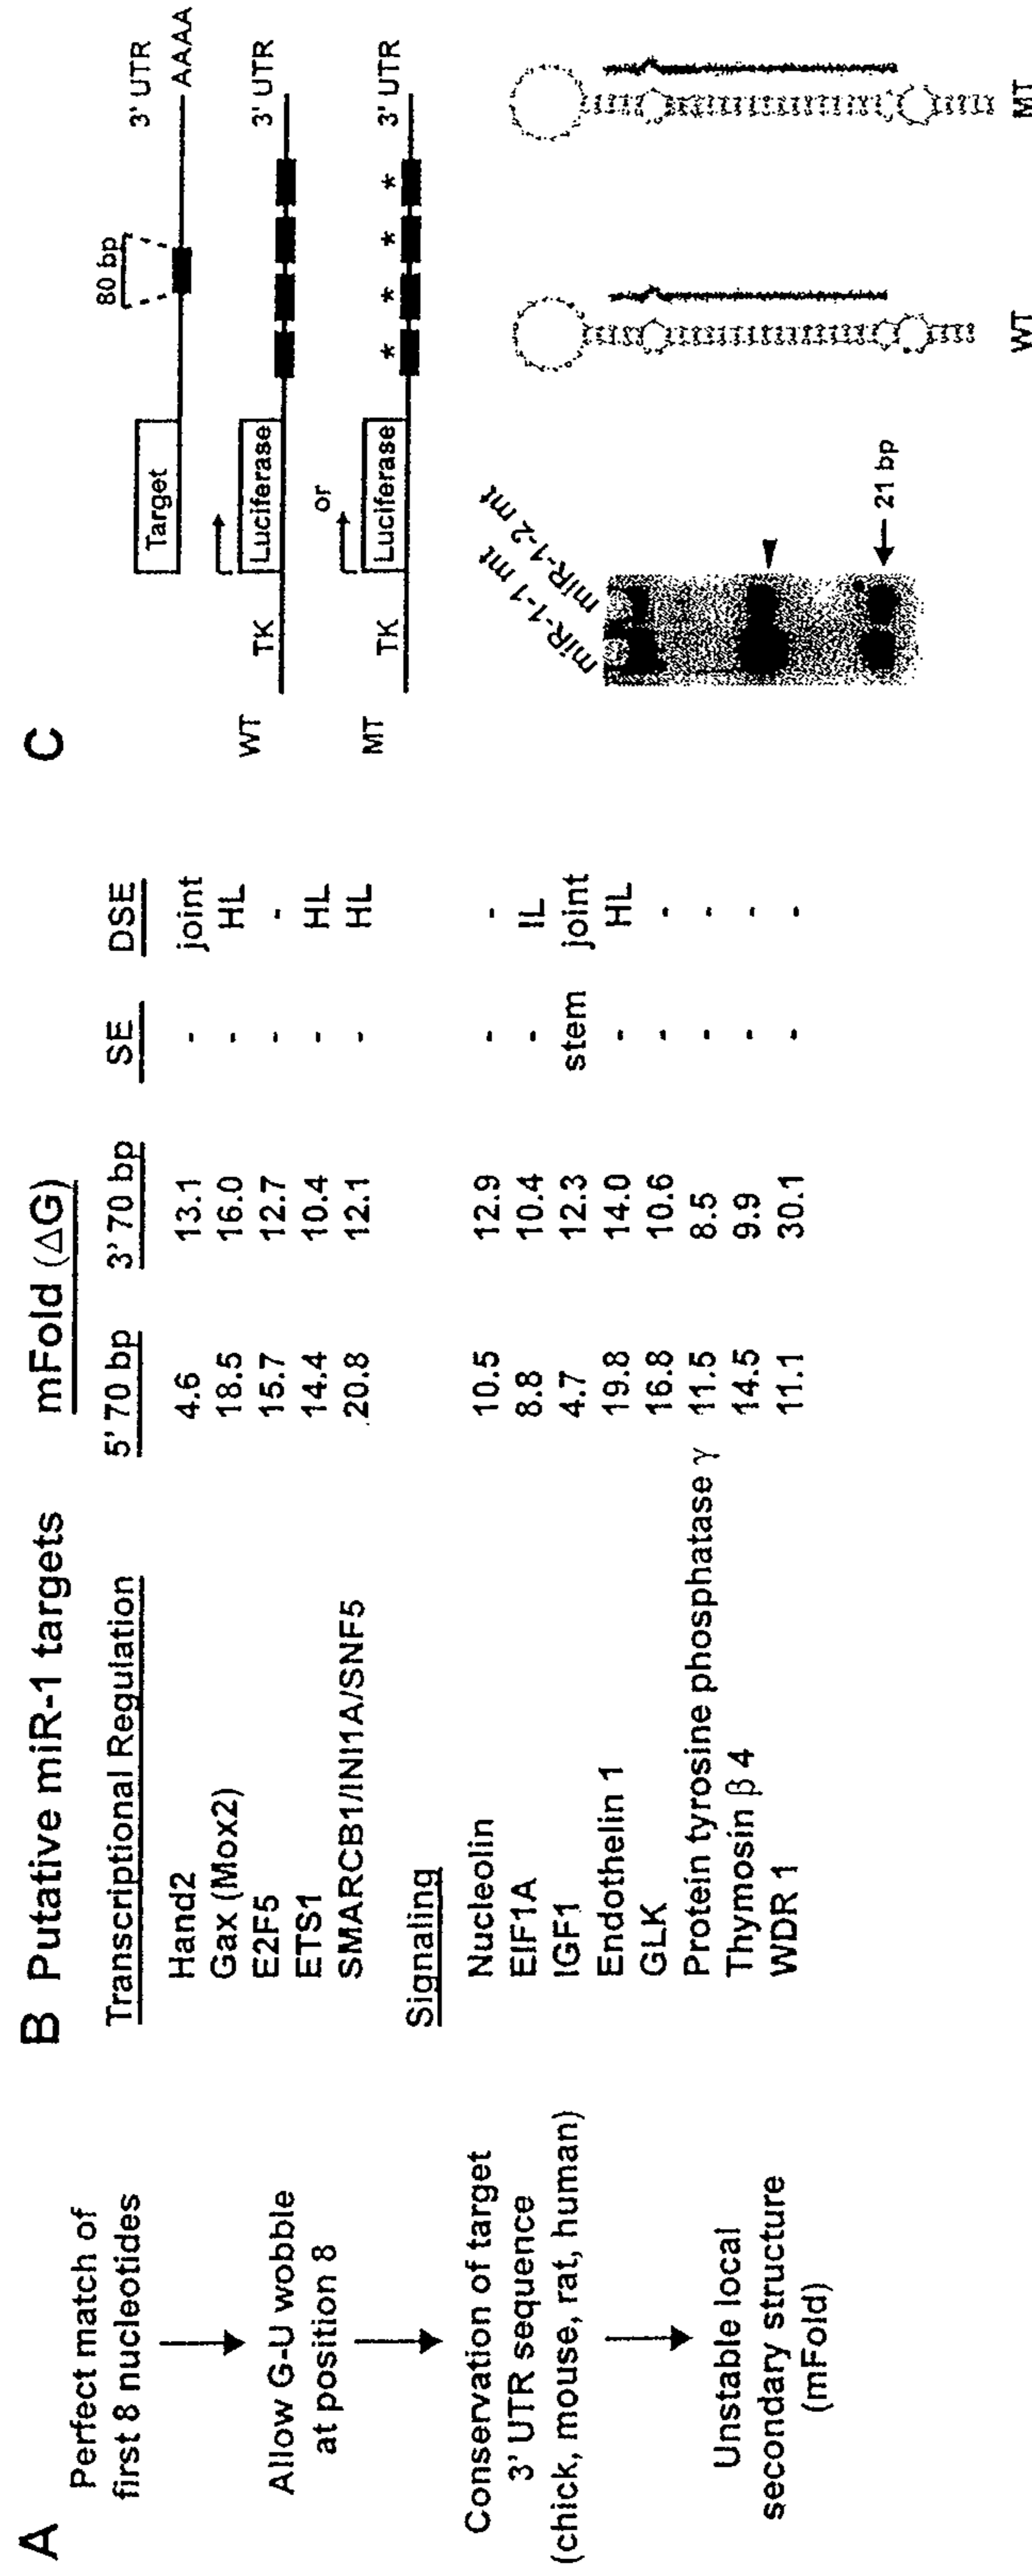 A
Perfect match of
first 8 nucleotides
Allow G-U wobble
at position 8
Conservation of target
3' UTR sequence
(chick, mouse, rat, human)
Unstable local
secondary structure
(mFold)
B Putative miR-1 targets
mFold (ΔG)
Transcriptional Regulation 5' 70 bp 3' 70 bp SE DSE
Hand2 4.6 13.1 - joint
Gax (Mox2) 18.5 16.0 - HL
E2F5 15.7 12.7 - -
ETS1 14.4 10.4 - HL
SMARCB1/INI1A/SNF5 20.8 12.1 - HL
Signaling
Nucleolin 10.5 12.9 - -
EIF1A 8.8 10.4 - IL
IGF1 4.7 12.3 stem joint
Endothelin 1 19.8 14.0 - HL
GLK 16.8 10.6 - -
Protein tyrosine phosphatase γ 11.5 8.5 - -
Thymosin β 4 14.5 9.9 - -
WDR 1 11.1 30.1 - -
C
80 bp
Target 3' UTR
AAAA
WT TK Luciferase 3' UTR
or
MT TK Luciferase * * * * 3' UTR
miR-1-1 mt
miR-1-2 mt
21 bp
WT MT